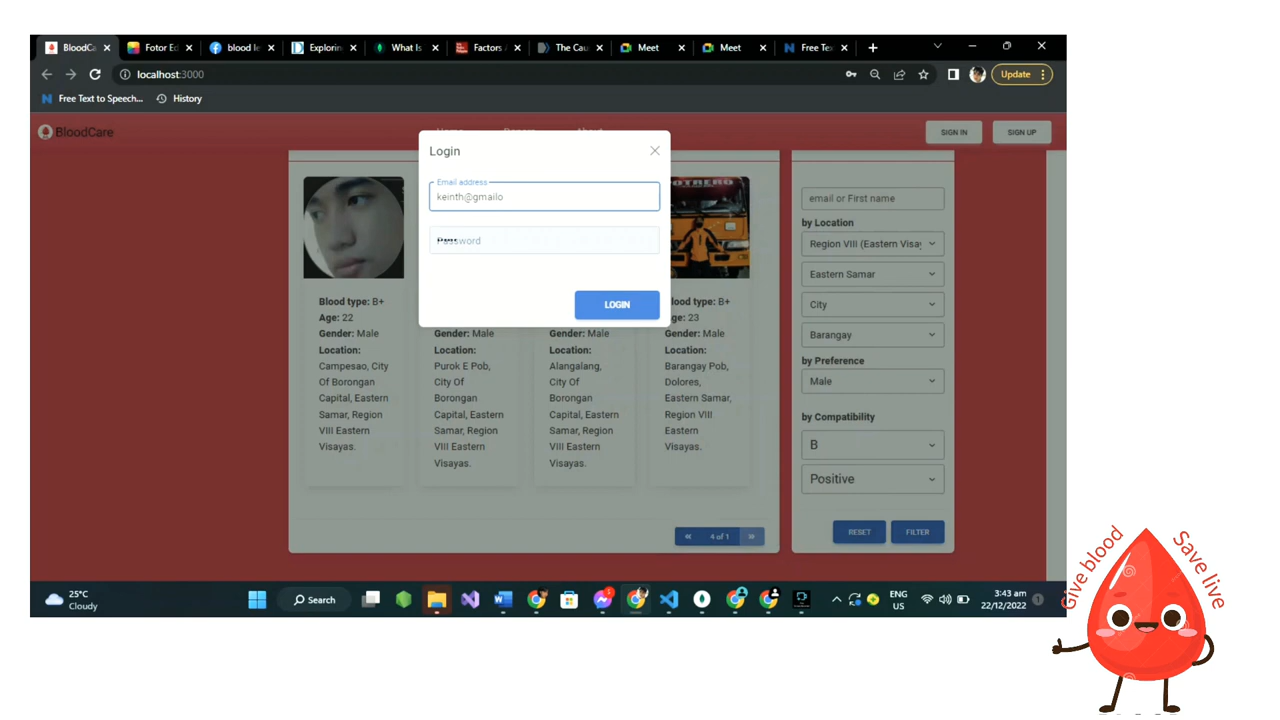 BloodCa
Fotor Ed
blood le
Explorin
What Is
Factors
The Cau
Meet
Meet
Free Te
localhost:3000
Update
Free Text to Speech...
History
BloodCare
Home
Donors
About
SIGN IN
SIGN UP
Login
Email address
keinth@gmailo
Password
LOGIN
Blood type: B+
Age: 22
Gender: Male
Location:
Campesao, City
Of Borongan
Capital, Eastern
Samar, Region
VIII Eastern
Visayas.
Gender: Male
Location:
Purok E Pob,
City Of
Borongan
Capital, Eastern
Samar, Region
VIII Eastern
Visayas.
Gender: Male
Location:
Alangalang,
City Of
Borongan
Capital, Eastern
Samar, Region
VIII Eastern
Visayas.
lood type: B+
ge: 23
Gender: Male
Location:
Barangay Pob,
Dolores,
Eastern Samar,
Region VIII
Eastern
Visayas.
« 4 of 1 »
email or First name
by Location
Region VIII (Eastern Visay
Eastern Samar
City
Barangay
by Preference
Male
by Compatibility
B
Positive
RESET
FILTER
25°C
Cloudy
Search
ENG
US
3:43 am
22/12/2022
1
Give blood
Save live